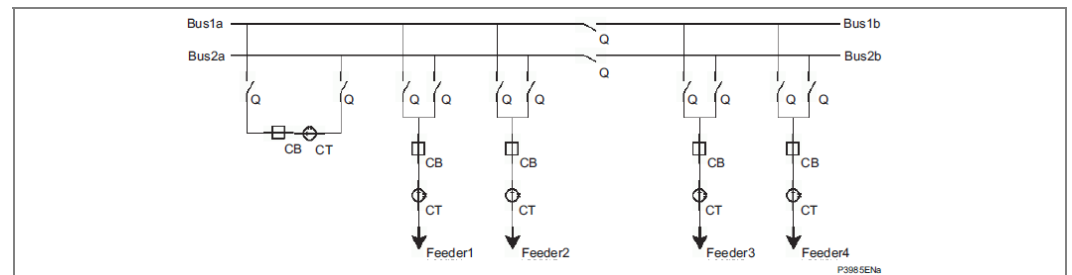 Bus1a Bus1b
Q
Bus2a Bus2b
Q
Q Q Q Q Q Q Q Q Q Q
CB CT CB CB CB CB
CT CT CT CT
Feeder1 Feeder2 Feeder3 Feeder4
P3985ENa